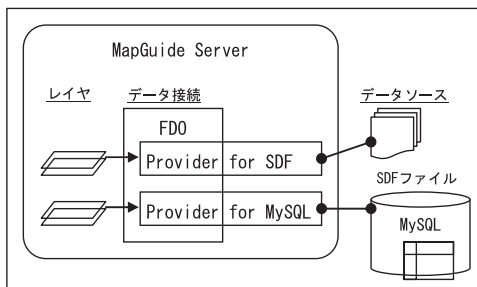 MapGuide Server
レイヤ
データ接続
データソース
FDO
Provider for SDF
SDFファイル
Provider for MySQL
MySQL